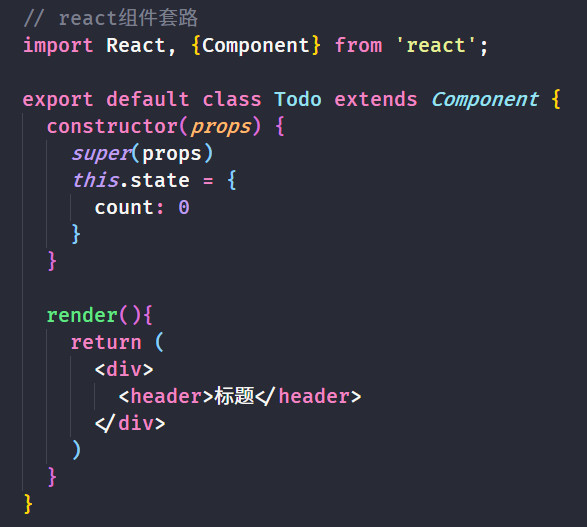 // react组件套路
import React, {Component} from 'react';

export default class Todo extends Component {
  constructor(props) {
    super(props)
    this.state = {
      count: 0
    }
  }

  render(){
    return (
      <div>
        <header>标题</header>
      </div>
    )
  }
}